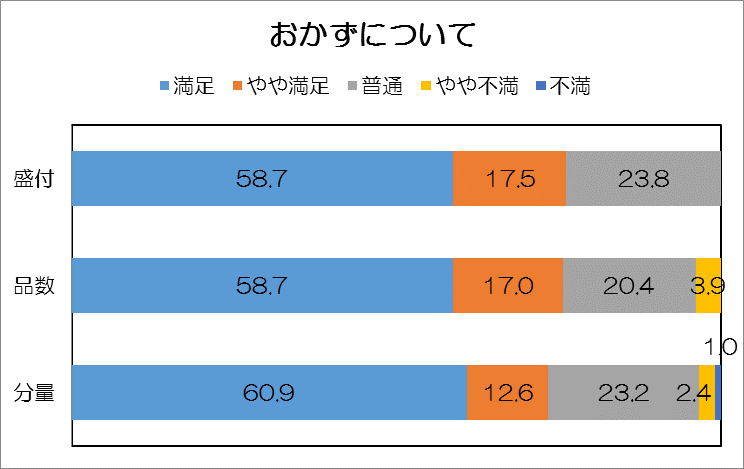 おかずについて
満足 やや満足 普通 やや不満 不満
盛付 58.7 17.5 23.8
品数 58.7 17.0 20.4 3.9
1.0
分量 60.9 12.6 23.2 2.4